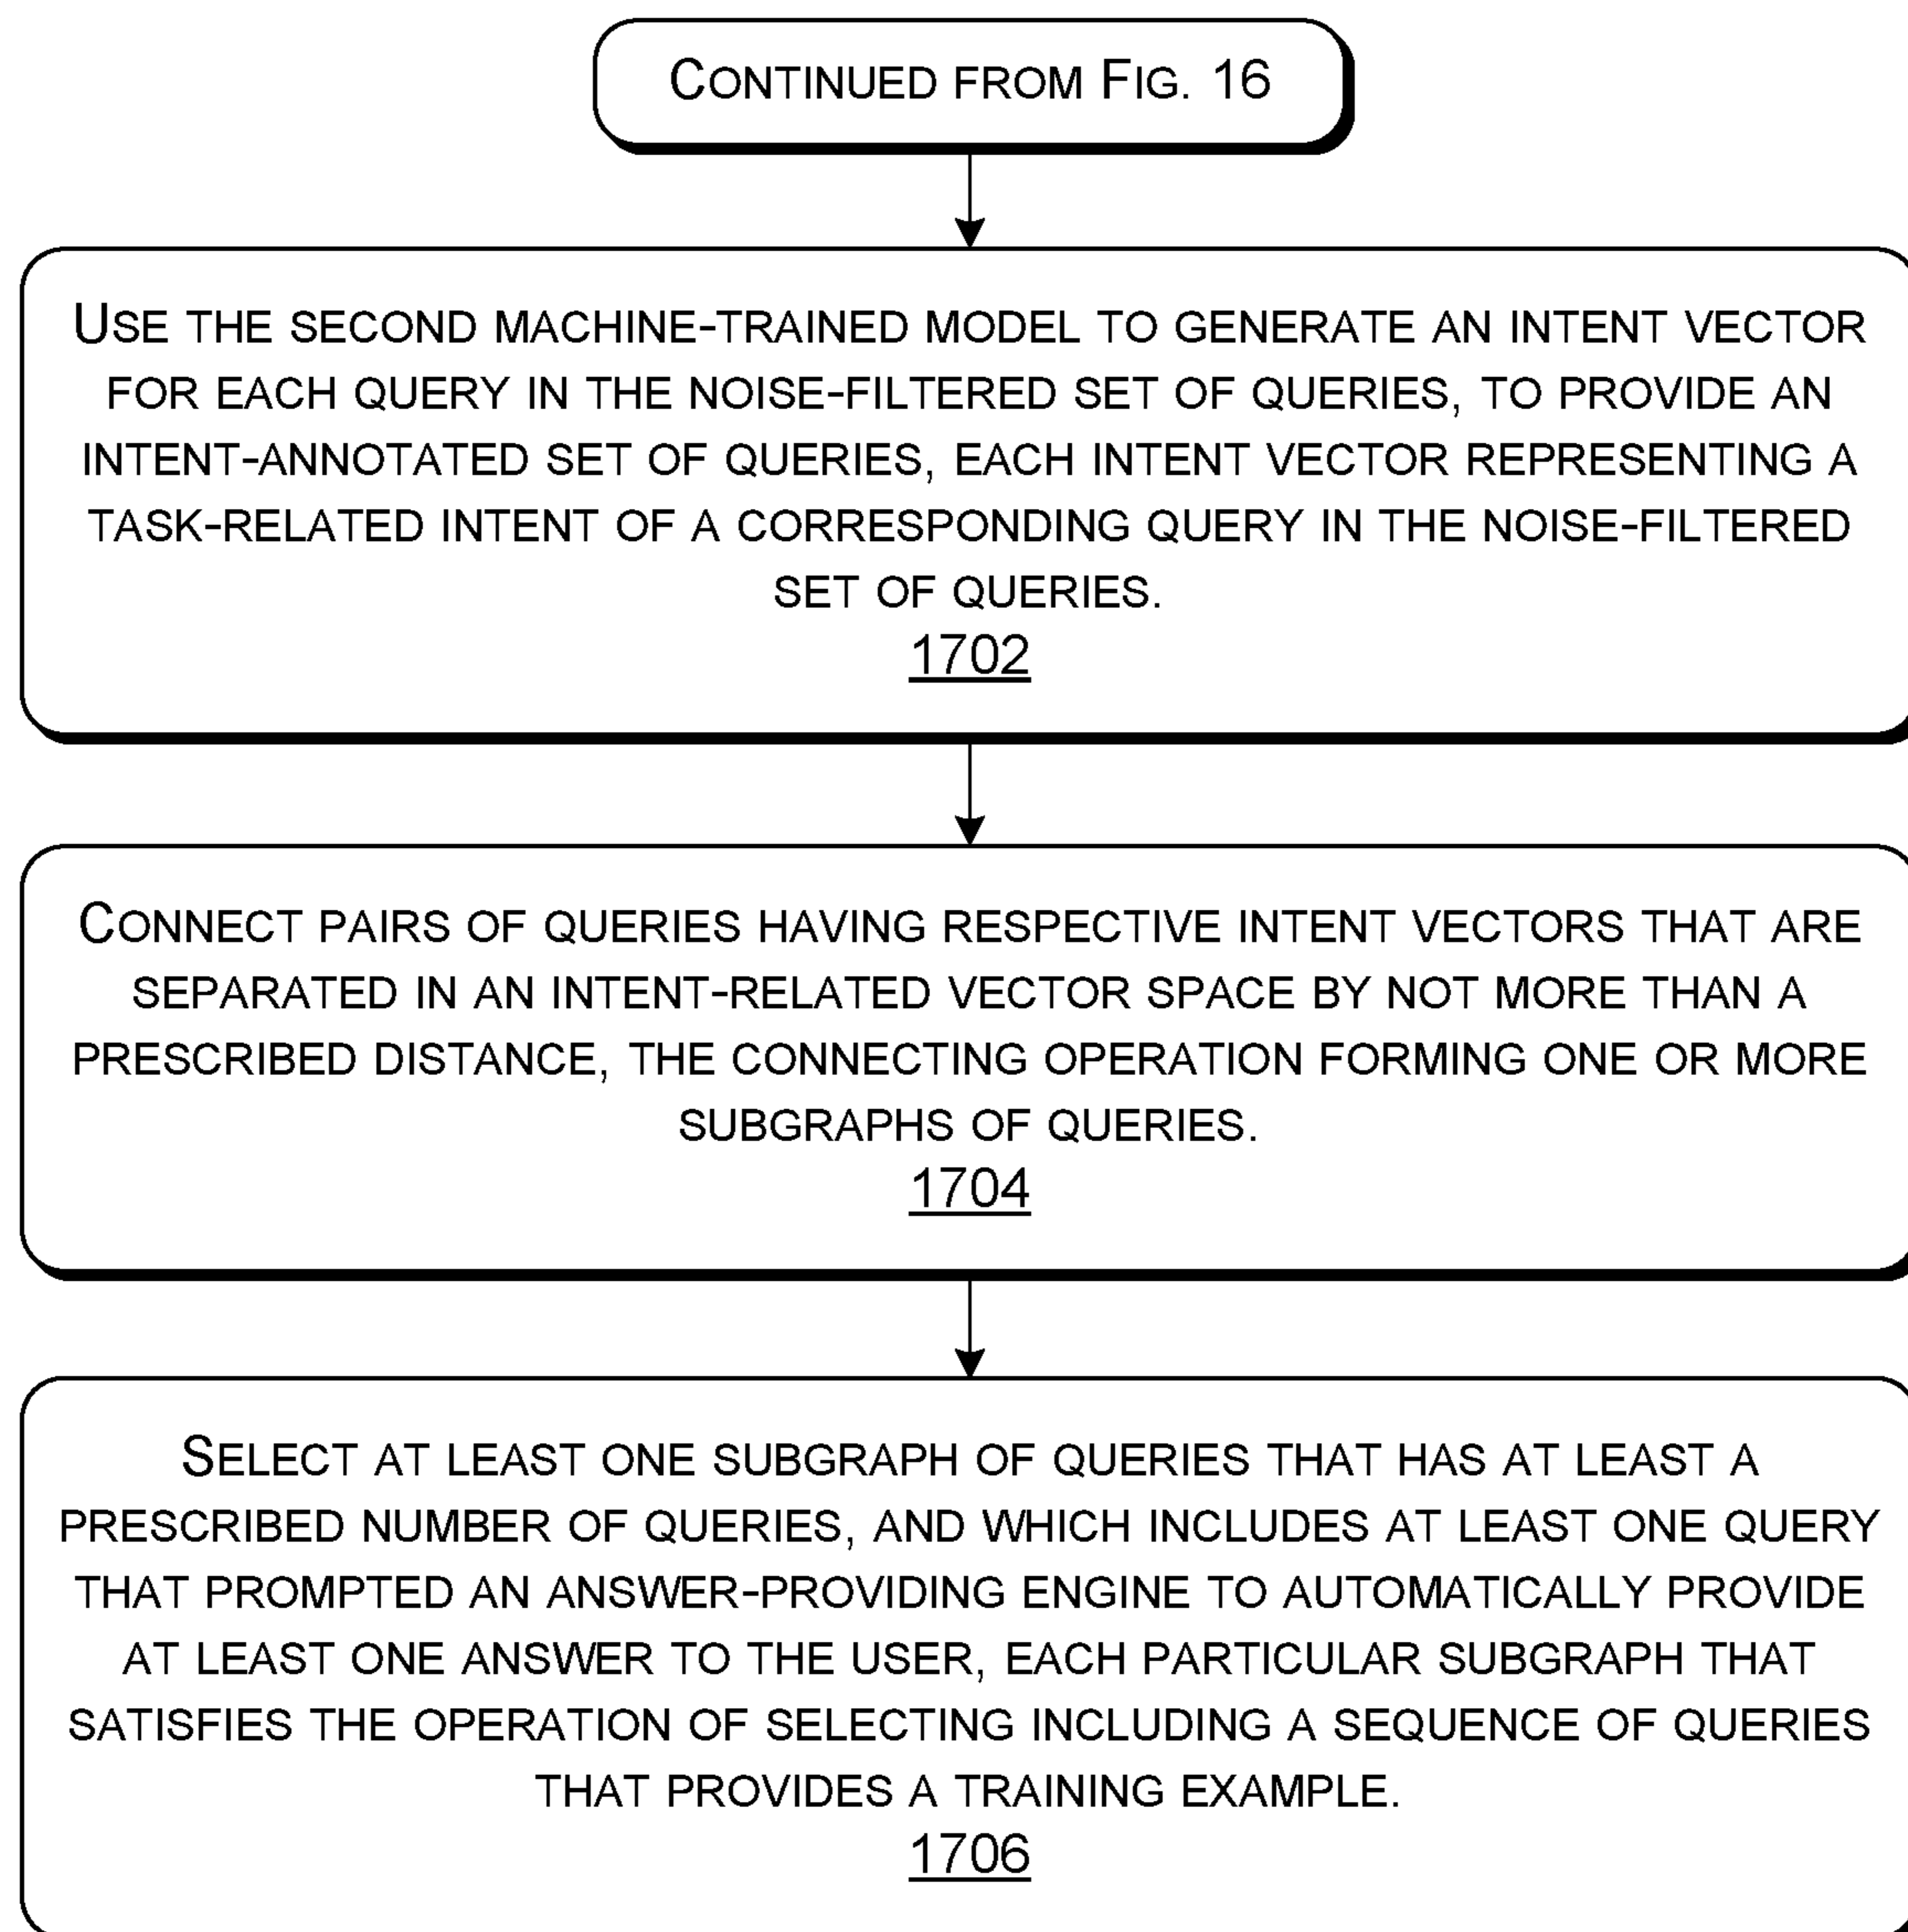 CONTINUED FROM FIG. 16
USE THE SECOND MACHINE-TRAINED MODEL TO GENERATE AN INTENT VECTOR
FOR EACH QUERY IN THE NOISE-FILTERED SET OF QUERIES, TO PROVIDE AN
INTENT-ANNOTATED SET OF QUERIES, EACH INTENT VECTOR REPRESENTING A
TASK-RELATED INTENT OF A CORRESPONDING QUERY IN THE NOISE-FILTERED
SET OF QUERIES.
1702
CONNECT PAIRS OF QUERIES HAVING RESPECTIVE INTENT VECTORS THAT ARE
SEPARATED IN AN INTENT-RELATED VECTOR SPACE BY NOT MORE THAN A
PRESCRIBED DISTANCE, THE CONNECTING OPERATION FORMING ONE OR MORE
SUBGRAPHS OF QUERIES.
1704
SELECT AT LEAST ONE SUBGRAPH OF QUERIES THAT HAS AT LEAST A
PRESCRIBED NUMBER OF QUERIES, AND WHICH INCLUDES AT LEAST ONE QUERY
THAT PROMPTED AN ANSWER-PROVIDING ENGINE TO AUTOMATICALLY PROVIDE
AT LEAST ONE ANSWER TO THE USER, EACH PARTICULAR SUBGRAPH THAT
SATISFIES THE OPERATION OF SELECTING INCLUDING A SEQUENCE OF QUERIES
THAT PROVIDES A TRAINING EXAMPLE.
1706